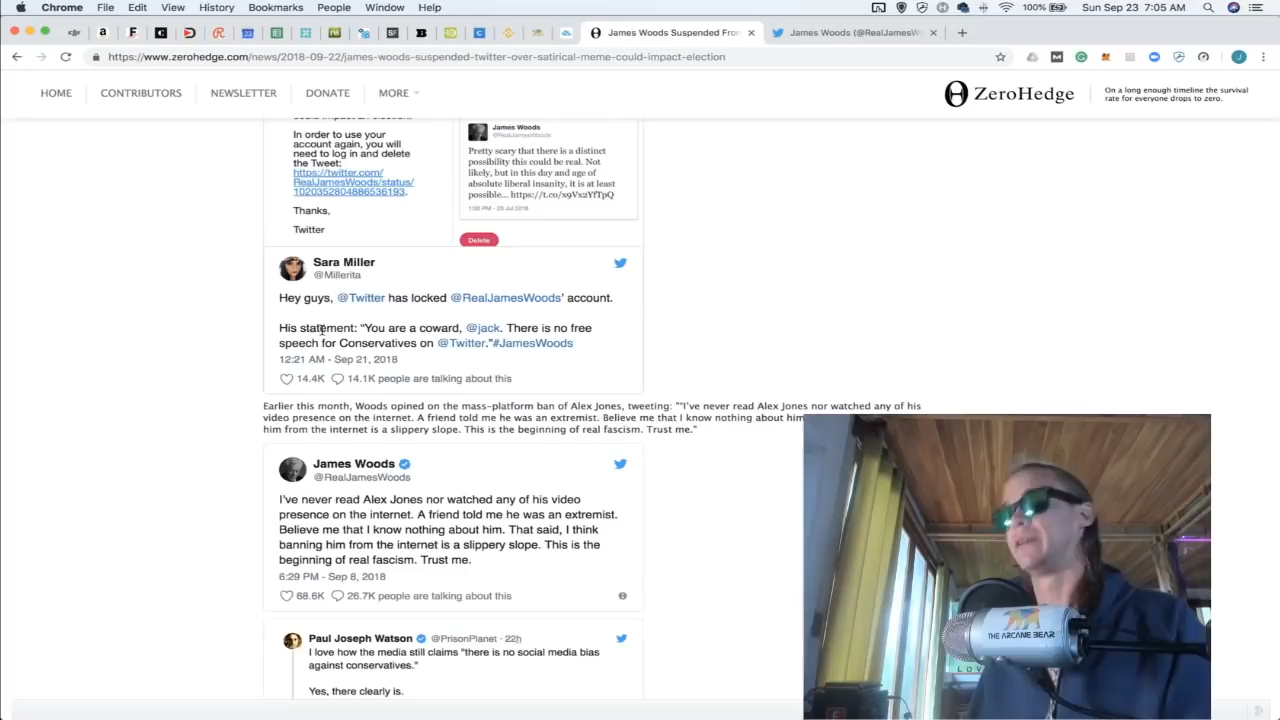 Chrome File Edit View History Bookmarks People Window Help
100% Sun Sep 23 7:05 AM
James Woods Suspended Fro
James Woods (@RealJamesW
https://www.zerohedge.com/news/2018-09-22/james-woods-suspended-twitter-over-satirical-meme-could-impact-election
HOME CONTRIBUTORS NEWSLETTER DONATE MORE
ZeroHedge
On a long enough timeline the survival
rate for everyone drops to zero.
In order to use your
account again, you will
need to log in and delete
the Tweet:
https://twitter.com/
RealJamesWoods/status/
1020352804886536193.
Thanks,
Twitter
James Woods
@RealJamesWoods
Pretty scary that there is a distinct
possibility this could be real. Not
likely, but in this day and age of
absolute liberal insanity, it is at least
possible... https://t.co/x9Vx2YfTpQ
1:00 PM - 20 Jul 2018
Delete
Sara Miller
@Millerita
Hey guys, @Twitter has locked @RealJamesWoods' account.
His statement: "You are a coward, @jack. There is no free
speech for Conservatives on @Twitter."#JamesWoods
12:21 AM - Sep 21, 2018
14.4K 14.1K people are talking about this
Earlier this month, Woods opined on the mass-platform ban of Alex Jones, tweeting: ""I've never read Alex Jones nor watched any of his
video presence on the internet. A friend told me he was an extremist. Believe me that I know nothing about him
him from the internet is a slippery slope. This is the beginning of real fascism. Trust me."
James Woods
@RealJamesWoods
I've never read Alex Jones nor watched any of his video
presence on the internet. A friend told me he was an extremist.
Believe me that I know nothing about him. That said, I think
banning him from the internet is a slippery slope. This is the
beginning of real fascism. Trust me.
6:29 PM - Sep 8, 2018
68.6K 26.7K people are talking about this
Paul Joseph Watson @PrisonPlanet · 22h
I love how the media still claims "there is no social media bias
against conservatives."
Yes, there clearly is.
THE ARCANE BEAR